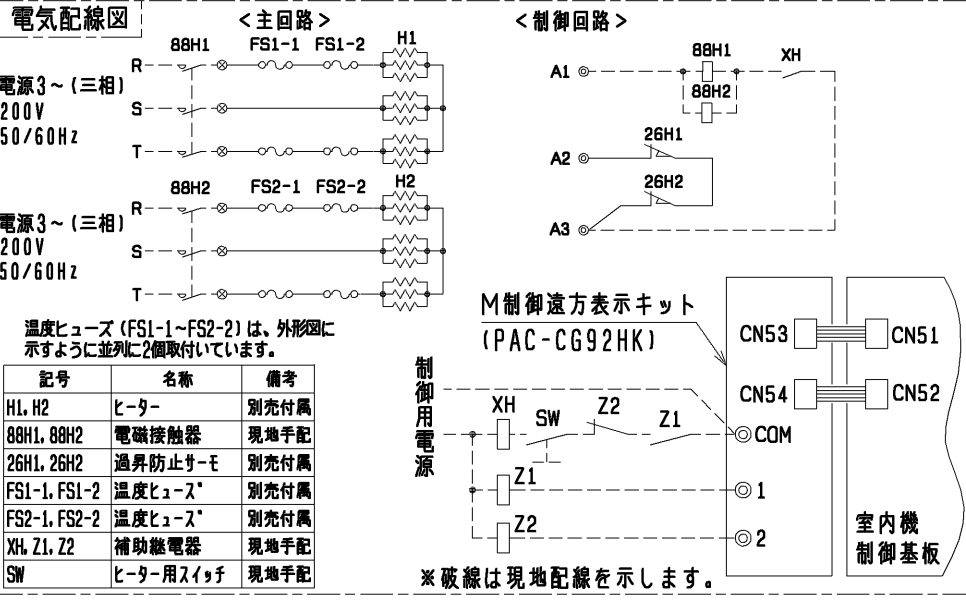 電気配線図
<主回路>
<制御回路>
88H1 FS1-1 FS1-2 H1
R
電源3～(三相)
200V
50/60Hz
S
T
88H2 FS2-1 FS2-2 H2
R
電源3～(三相)
200V
50/60Hz
S
T
88H1
XH
A1
88H2
26H1
A2
26H2
A3
温度ヒューズ(FS1-1~FS2-2)は、外形図に
示すように並列に2個取付いています。
記号 名称 備考
H1,H2 ヒーター 別売付属
88H1,88H2 電磁接触器 現地手配
26H1,26H2 過昇防止サーモ 別売付属
FS1-1,FS1-2 温度ヒューズ 別売付属
FS2-1,FS2-2 温度ヒューズ 別売付属
XH,Z1,Z2 補助継電器 現地手配
SW ヒーター用スイッチ 現地手配
M制御遠方表示キット
(PAC-CG92HK)
制御用電源
XH SW Z2 Z1
Z1
Z2
CN53 CN51
CN54 CN52
COM
1
2
室内機
制御基板
※破線は現地配線を示します。